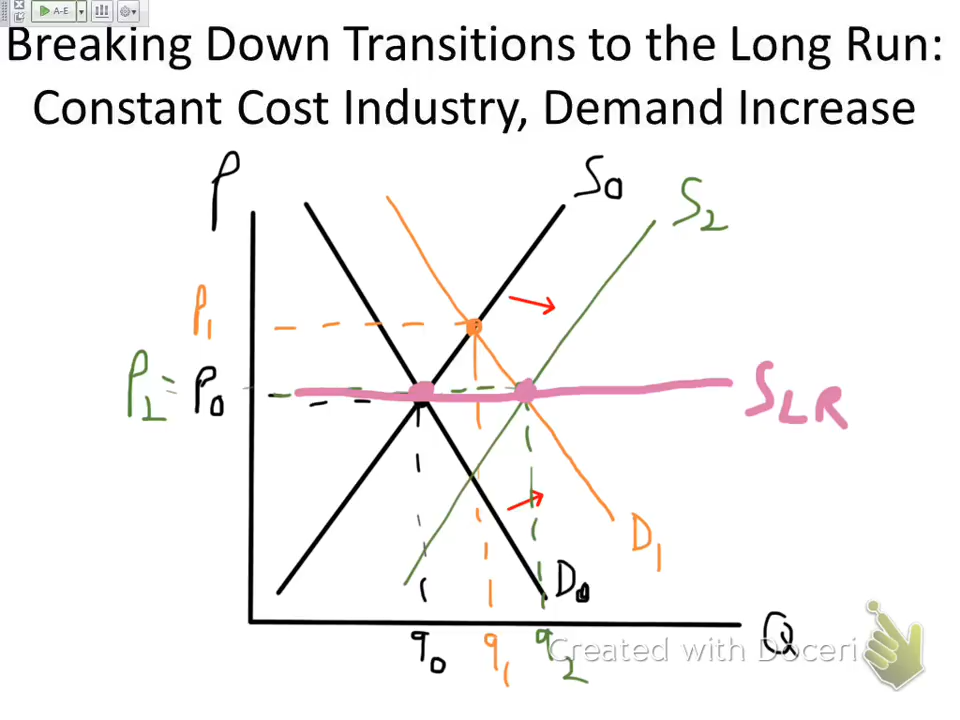 A-E
Breaking Down Transitions to the Long Run:
Constant Cost Industry, Demand Increase
P
S0
S2
P1
P2 = P0
SLR
D1
D0
Q
q0 q1 q2
Created with Doceri